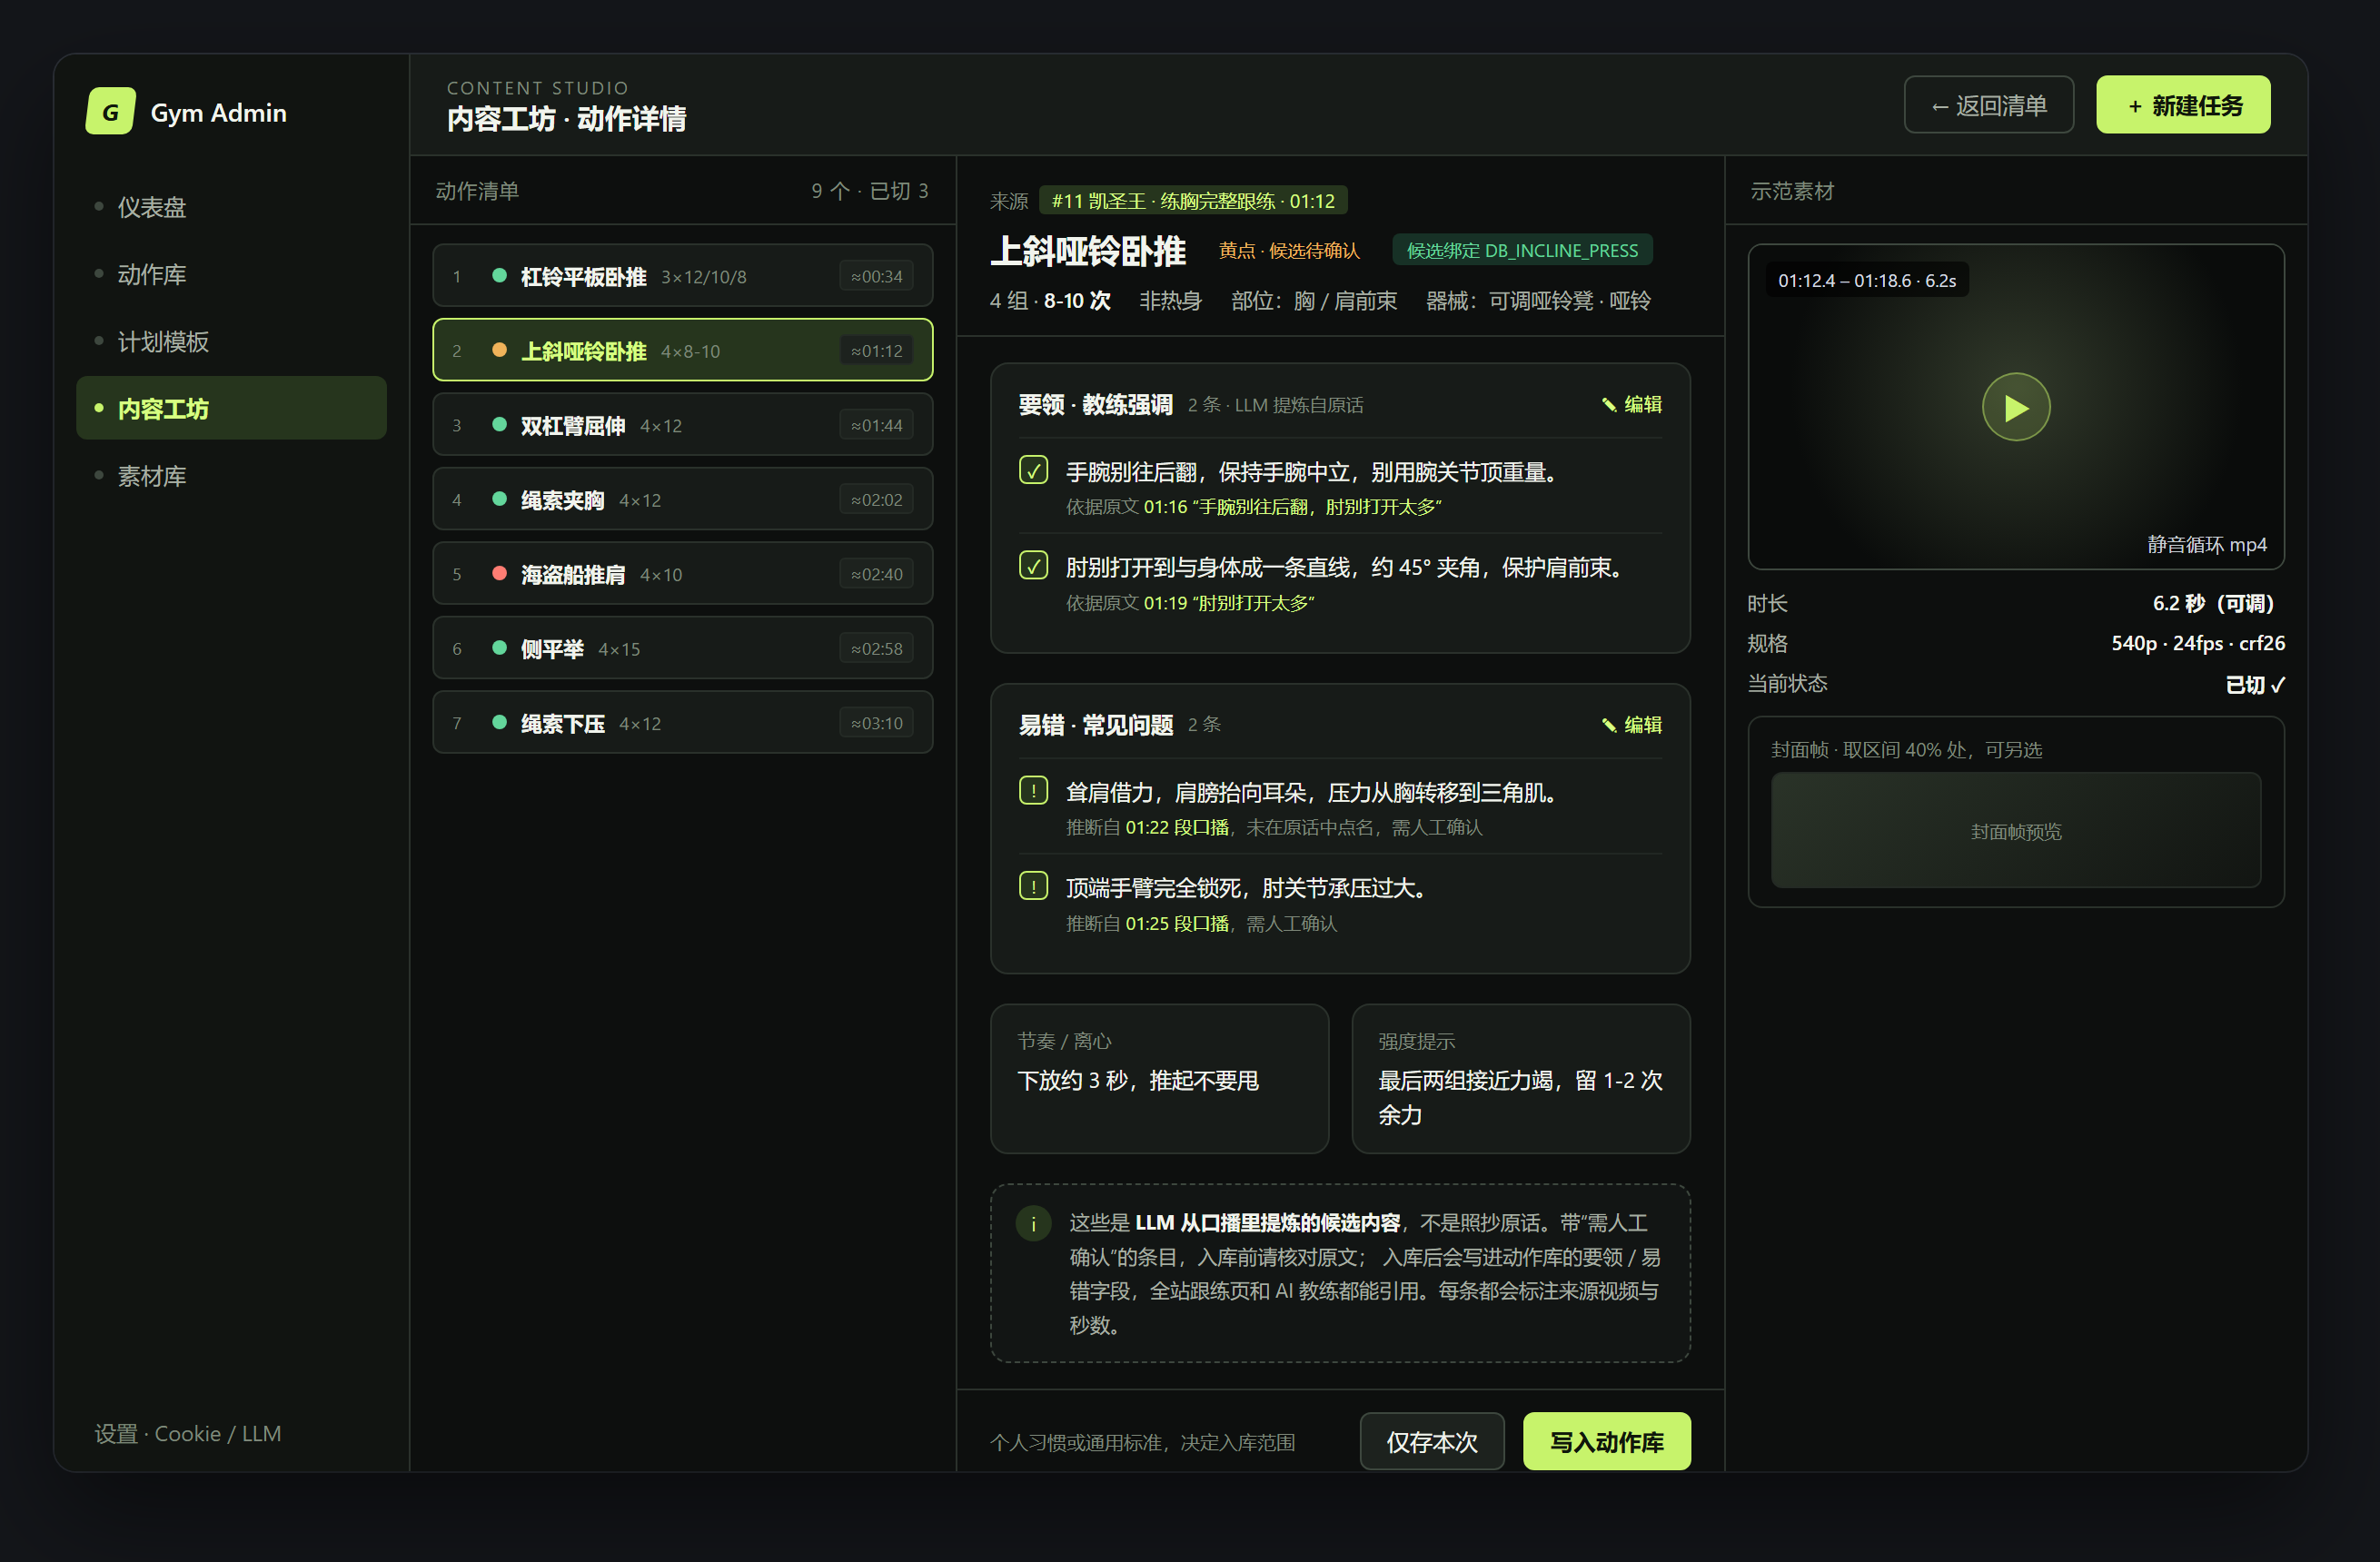 G
Gym Admin
仪表盘
动作库
计划模板
内容工坊
素材库
设置 · Cookie / LLM
CONTENT STUDIO
内容工坊 · 动作详情
← 返回清单
+ 新建任务
动作清单
9 个 · 已切 3
1 杠铃平板卧推 3×12/10/8 ≈00:34
2 上斜哑铃卧推 4×8-10 ≈01:12
3 双杠臂屈伸 4×12 ≈01:44
4 绳索夹胸 4×12 ≈02:02
5 海盗船推肩 4×10 ≈02:40
6 侧平举 4×15 ≈02:58
7 绳索下压 4×12 ≈03:10
来源 #11 凯圣王 · 练胸完整跟练 · 01:12
上斜哑铃卧推 黄点 · 候选待确认 候选绑定 DB_INCLINE_PRESS
4 组 · 8-10 次 非热身 部位：胸 / 肩前束 器械：可调哑铃凳 · 哑铃
要领 · 教练强调 2 条 · LLM 提炼自原话 编辑
✓ 手腕别往后翻，保持手腕中立，别用腕关节顶重量。
依据原文 01:16 “手腕别往后翻，肘别打开太多”
✓ 肘别打开到与身体成一条直线，约 45° 夹角，保护肩前束。
依据原文 01:19 “肘别打开太多”
易错 · 常见问题 2 条 编辑
! 耸肩借力，肩膀抬向耳朵，压力从胸转移到三角肌。
推断自 01:22 段口播，未在原话中点名，需人工确认
! 顶端手臂完全锁死，肘关节承压过大。
推断自 01:25 段口播，需人工确认
节奏 / 离心
下放约 3 秒，推起不要甩
强度提示
最后两组接近力竭，留 1-2 次
余力
i 这些是 LLM 从口播里提炼的候选内容，不是照抄原话。带“需人工
确认”的条目，入库前请核对原文； 入库后会写进动作库的要领 / 易
错字段，全站跟练页和 AI 教练都能引用。每条都会标注来源视频与
秒数。
个人习惯或通用标准，决定入库范围
仅存本次
写入动作库
示范素材
01:12.4 – 01:18.6 · 6.2s
静音循环 mp4
时长 6.2 秒（可调）
规格 540p · 24fps · crf26
当前状态 已切 ✓
封面帧 · 取区间 40% 处，可另选
封面帧预览